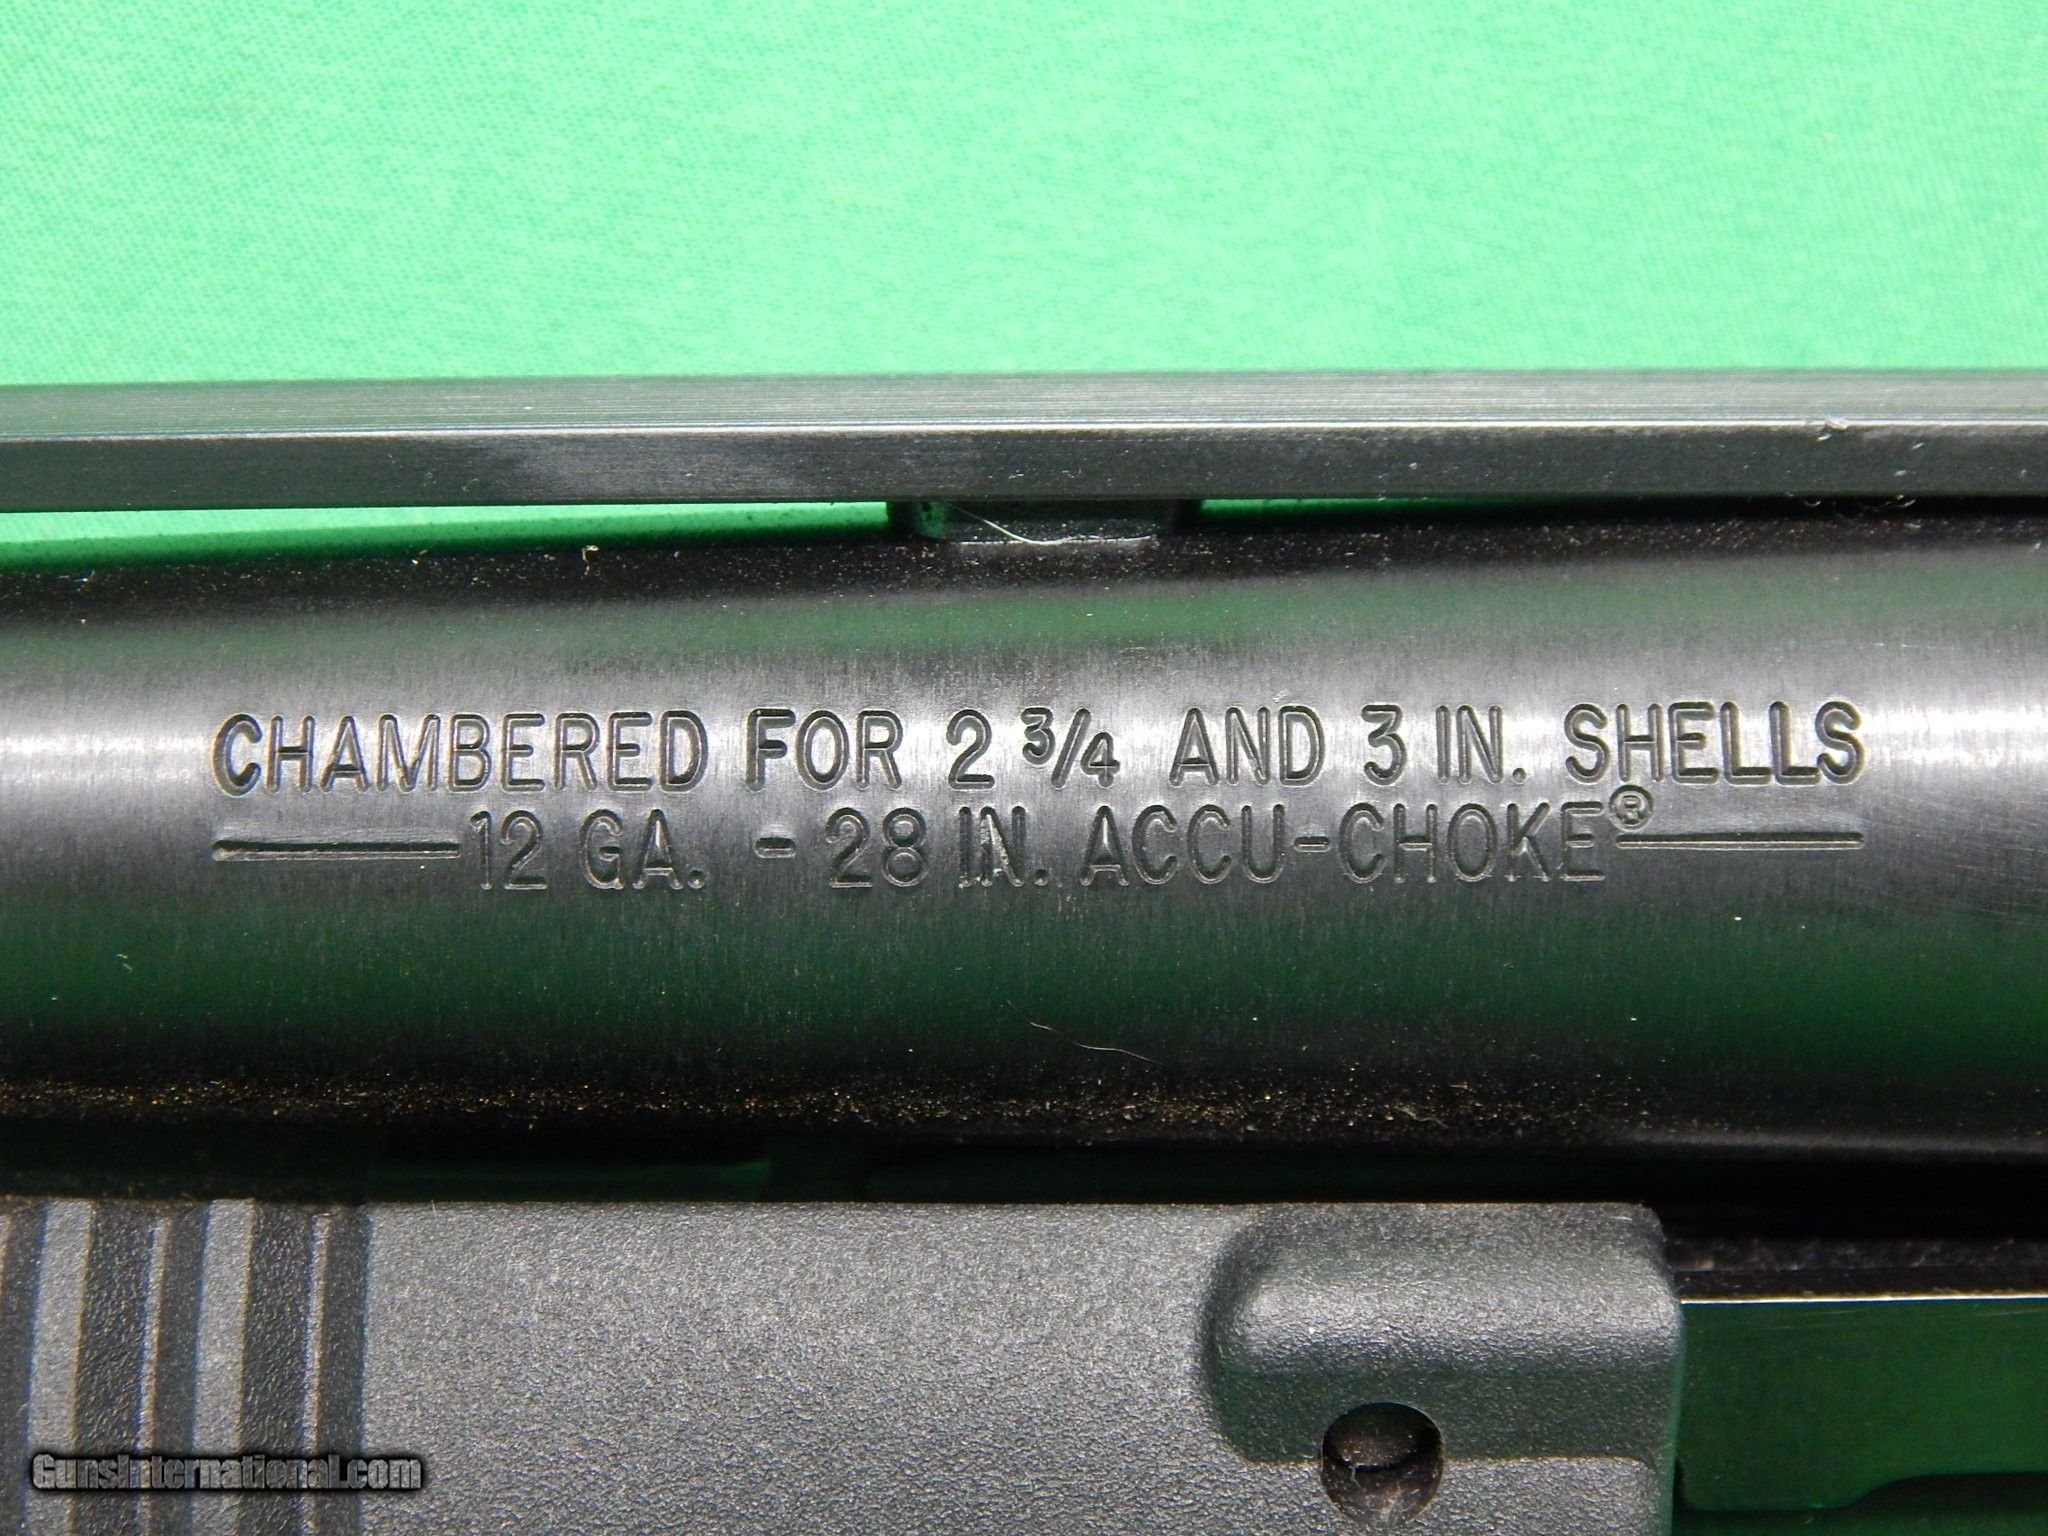 CHAMBERED FOR 2 3/4 AND 3 IN. SHELLS
12 GA. - 28 IN. ACCU-CHOKE®
GunsInternational.com